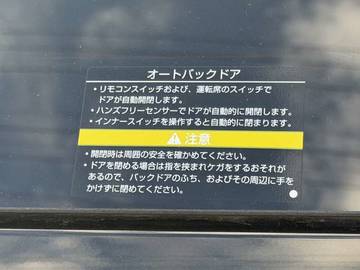 オートバックドア
・リモコンスイッチおよび、運転席のスイッチで
ドアが自動開閉します。
・ハンズフリーセンサーでドアが自動的に開閉します。
・インナースイッチを操作すると自動的に閉まります。
⚠注意
・開閉時は周囲の安全を確かめてください。
・ドアを閉める場合は指を挟まれケガをするおそれが
あるので、バックドアのふち、およびその周辺に手を
かけずに閉めてください。